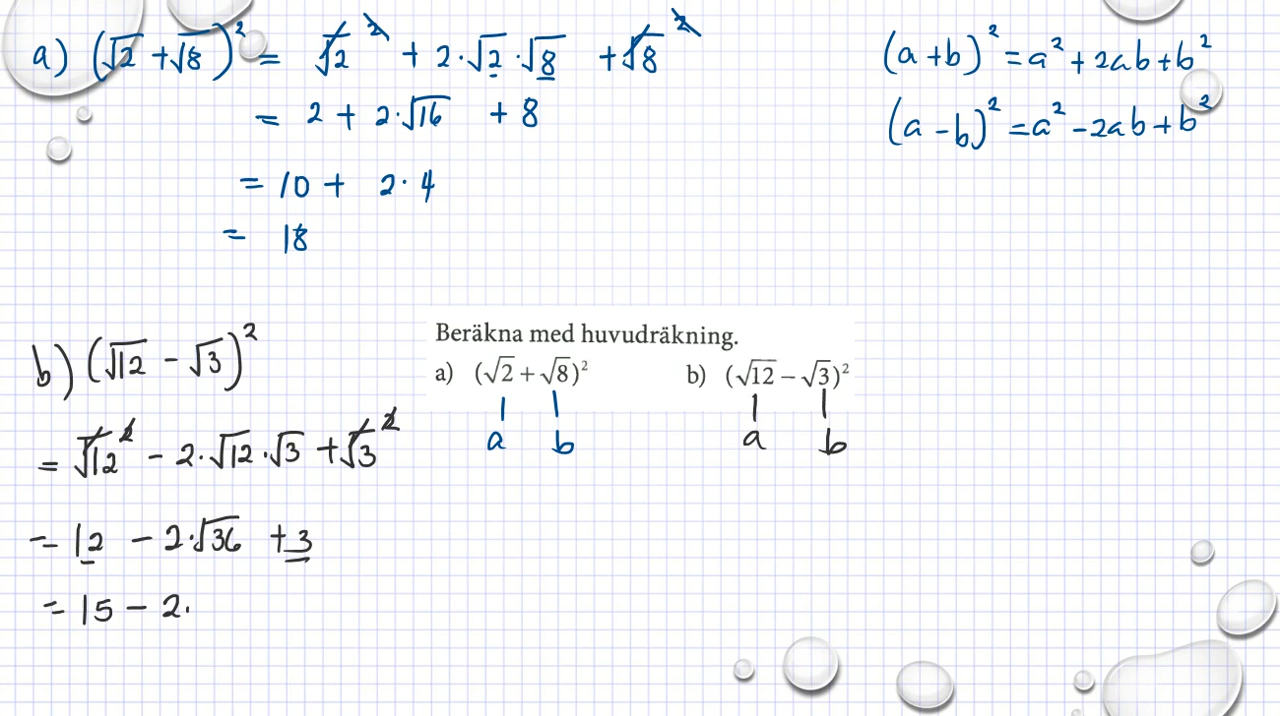 a) (√2 + √8)² = √2² + 2·√2·√8 + √8²
= 2 + 2·√16 + 8
= 10 + 2·4
= 18
(a+b)² = a² + 2ab + b²
(a-b)² = a² - 2ab + b²
b) (√12 - √3)²
= √12² - 2·√12·√3 + √3²
= 12 - 2·√36 + 3
= 15 - 2·
Beräkna med huvudräkning.
a) (√2 + √8)² b) (√12 – √3)²
a b a b